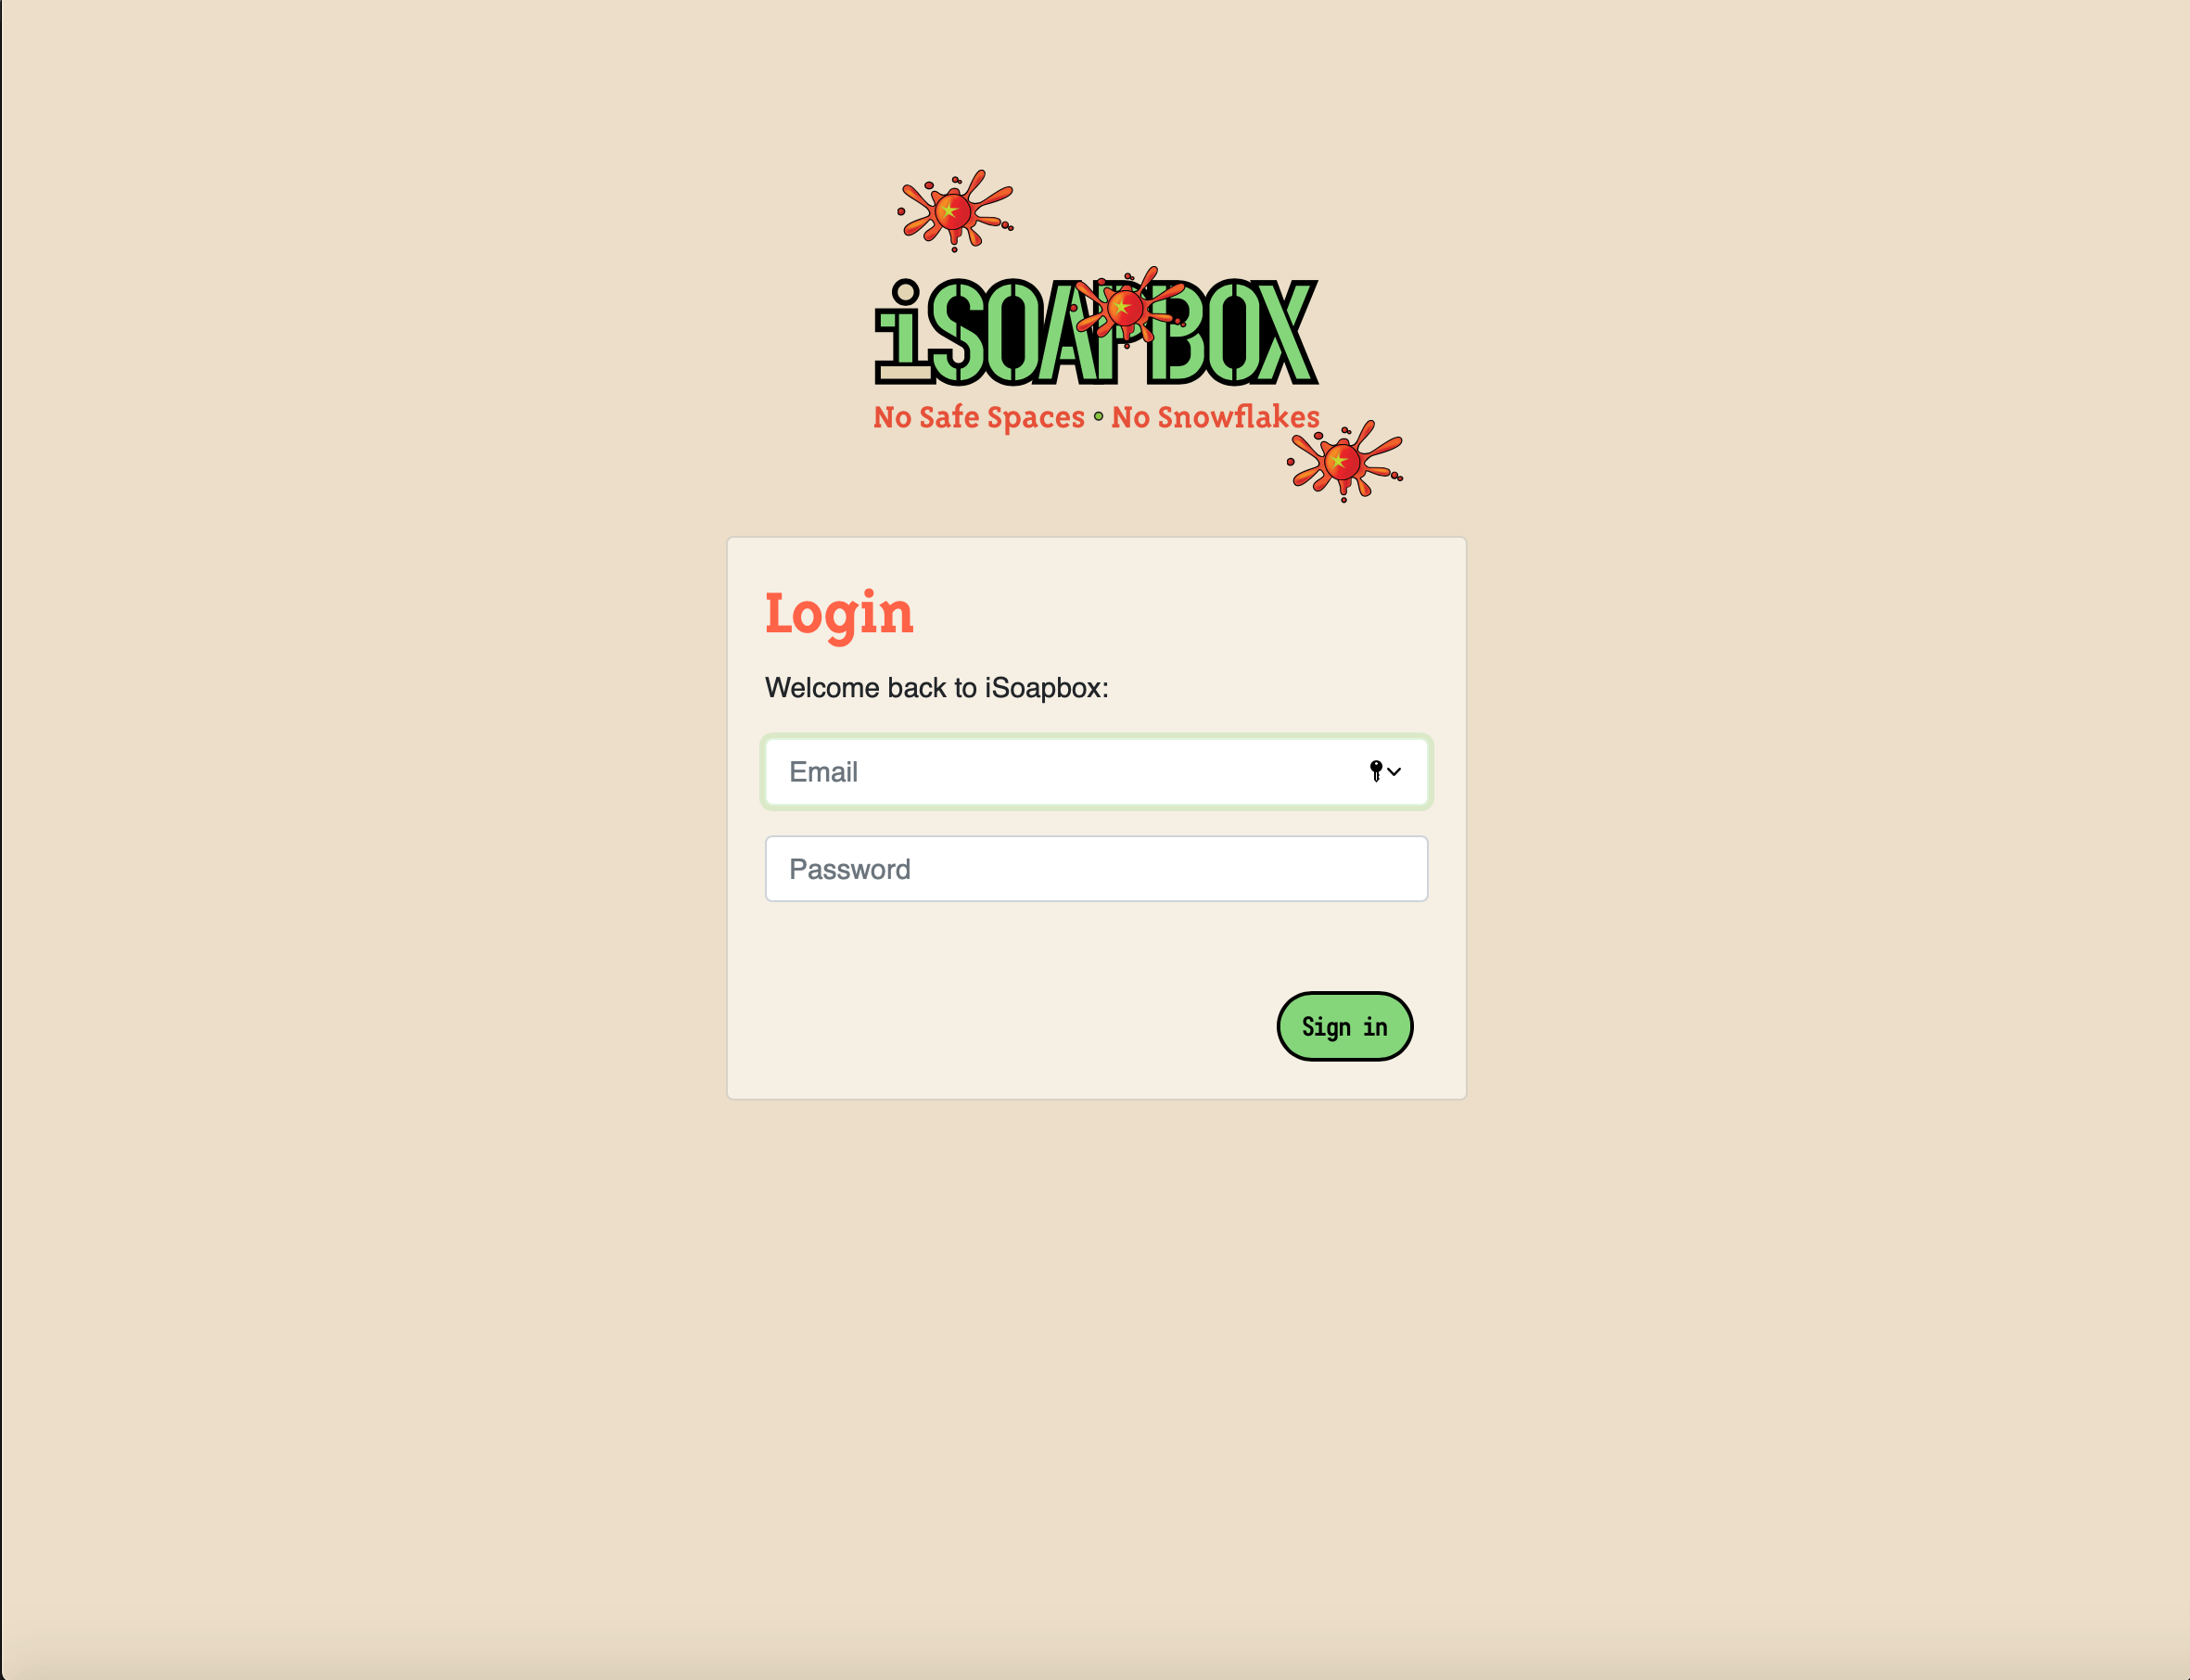 iSOAPBOX
No Safe Spaces • No Snowflakes
Login
Welcome back to iSoapbox:
Email
Password
Sign in